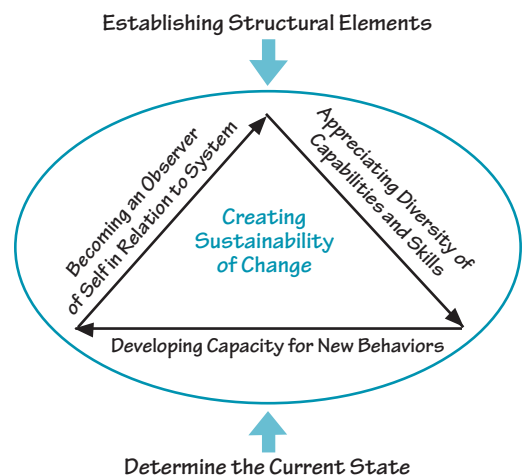 Establishing Structural Elements
Becoming an Observer
of Self in Relation to System
Appreciating Diversity of
Capabilities and Skills
Creating
Sustainability
of Change
Developing Capacity for New Behaviors
Determine the Current State